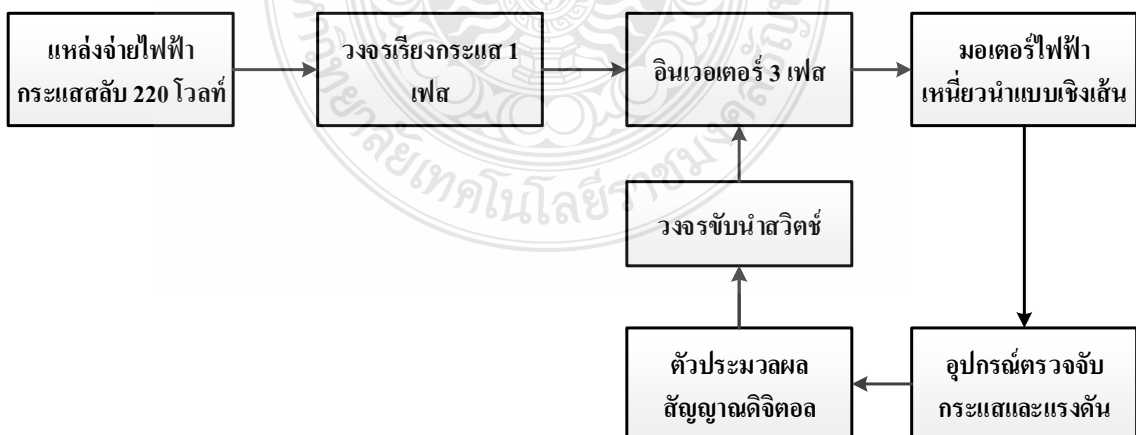 แหล่งจ่ายไฟฟ้า
กระแสสลับ 220 โวลท์
วงจรเรียงกระแส 1
เฟส
อินเวอเตอร์ 3 เฟส
มอเตอร์ไฟฟ้า
เหนี่ยวนำแบบเชิงเส้น
วงจรขับนำสวิตช์
ตัวประมวลผล
สัญญาณดิจิตอล
อุปกรณ์ตรวจจับ
กระแสและแรงดัน